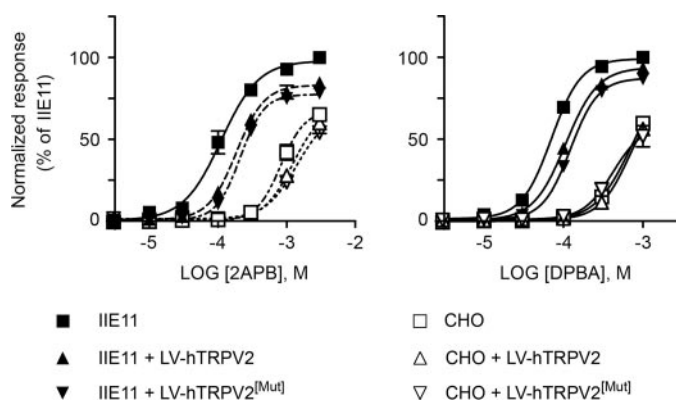 Normalized response
(% of IIE11)
100
50
0
-5
-4
-3
-2
LOG [2APB], M
100
50
0
-5
-4
-3
LOG [DPBA], M
IIE11
CHO
IIE11 + LV-hTRPV2
CHO + LV-hTRPV2
IIE11 + LV-hTRPV2[Mut]
CHO + LV-hTRPV2[Mut]